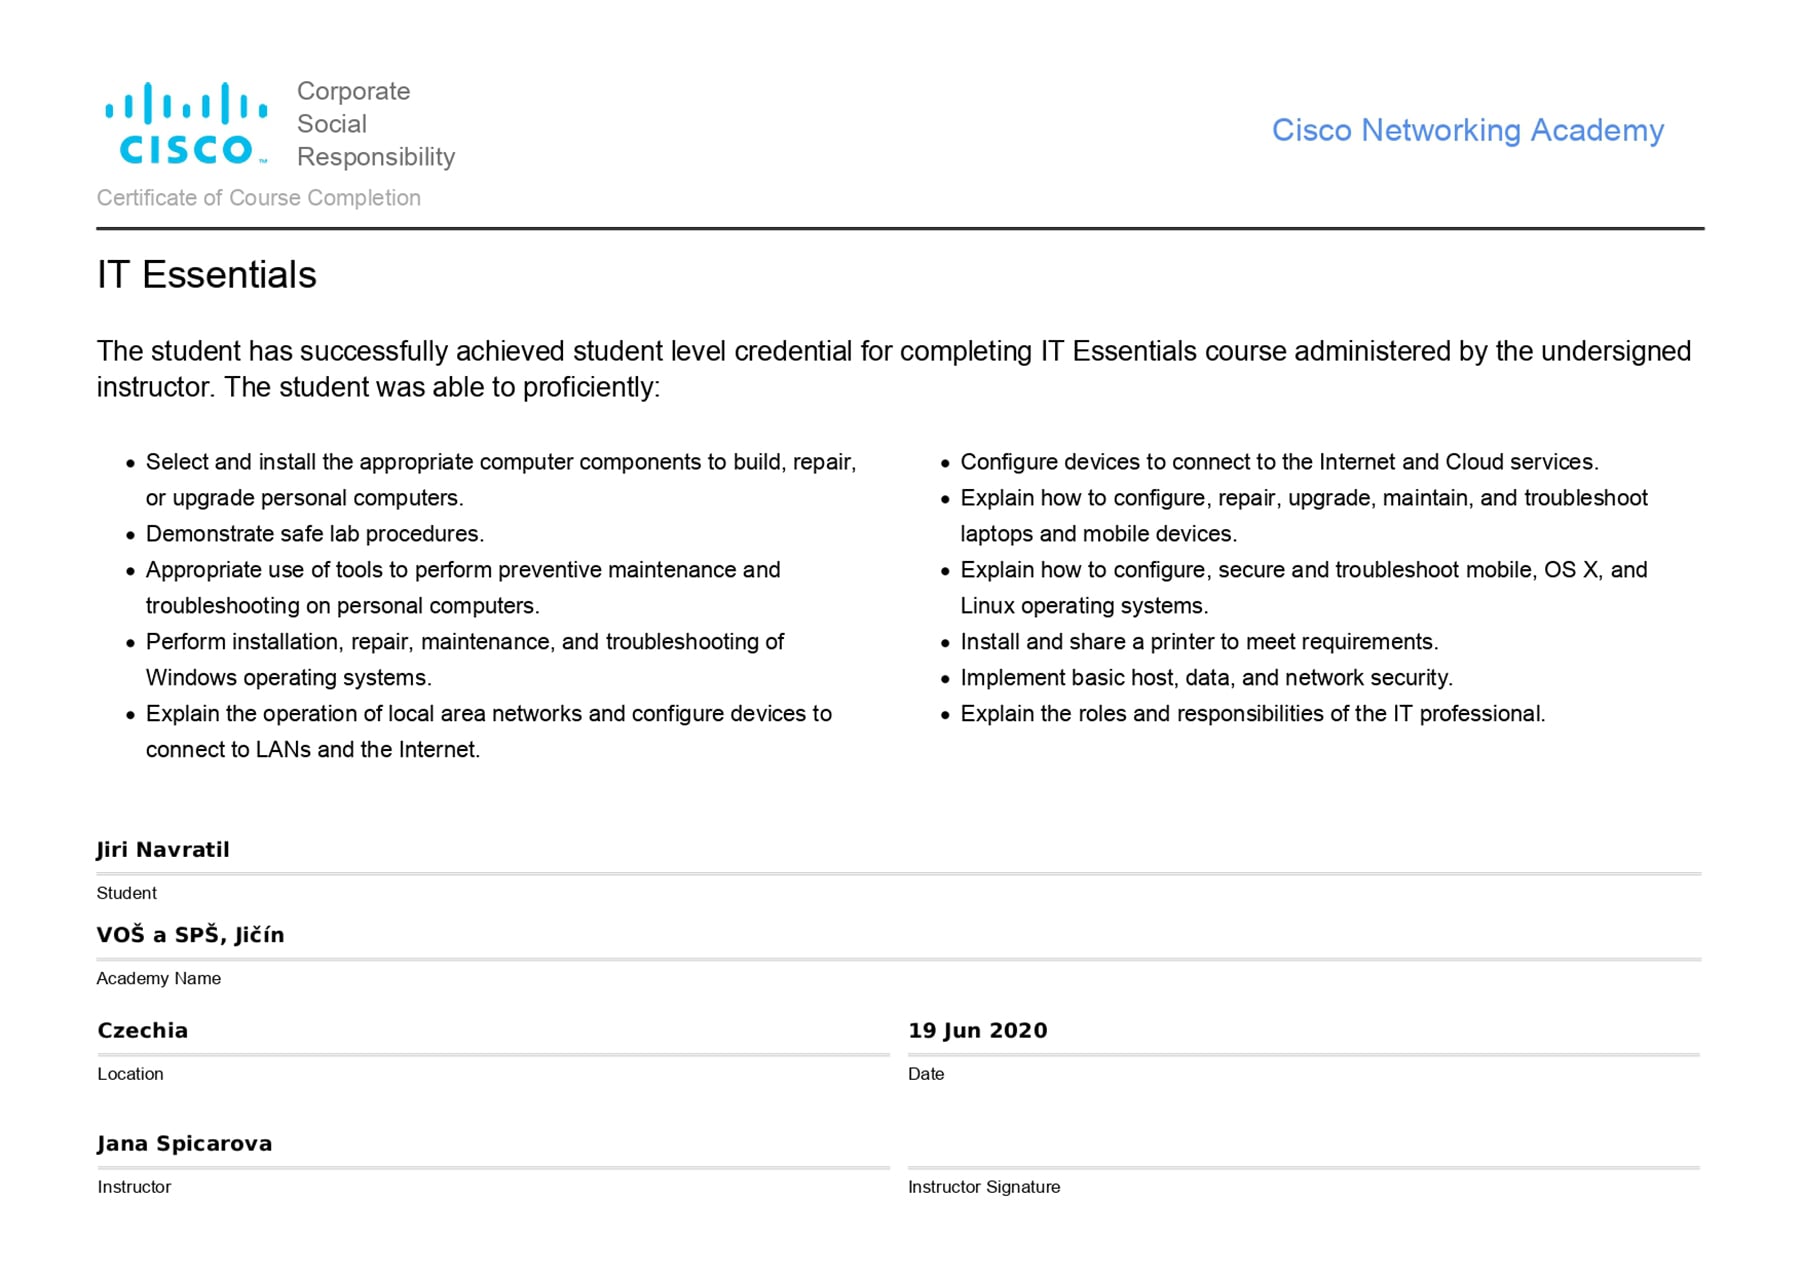 CISCO™
Corporate
Social
Responsibility
Cisco Networking Academy
Certificate of Course Completion
IT Essentials
The student has successfully achieved student level credential for completing IT Essentials course administered by the undersigned
instructor. The student was able to proficiently:
• Select and install the appropriate computer components to build, repair,
or upgrade personal computers.
• Demonstrate safe lab procedures.
• Appropriate use of tools to perform preventive maintenance and
troubleshooting on personal computers.
• Perform installation, repair, maintenance, and troubleshooting of
Windows operating systems.
• Explain the operation of local area networks and configure devices to
connect to LANs and the Internet.
• Configure devices to connect to the Internet and Cloud services.
• Explain how to configure, repair, upgrade, maintain, and troubleshoot
laptops and mobile devices.
• Explain how to configure, secure and troubleshoot mobile, OS X, and
Linux operating systems.
• Install and share a printer to meet requirements.
• Implement basic host, data, and network security.
• Explain the roles and responsibilities of the IT professional.
Jiri Navratil
Student
VOŠ a SPŠ, Jičín
Academy Name
Czechia
Location
19 Jun 2020
Date
Jana Spicarova
Instructor
Instructor Signature